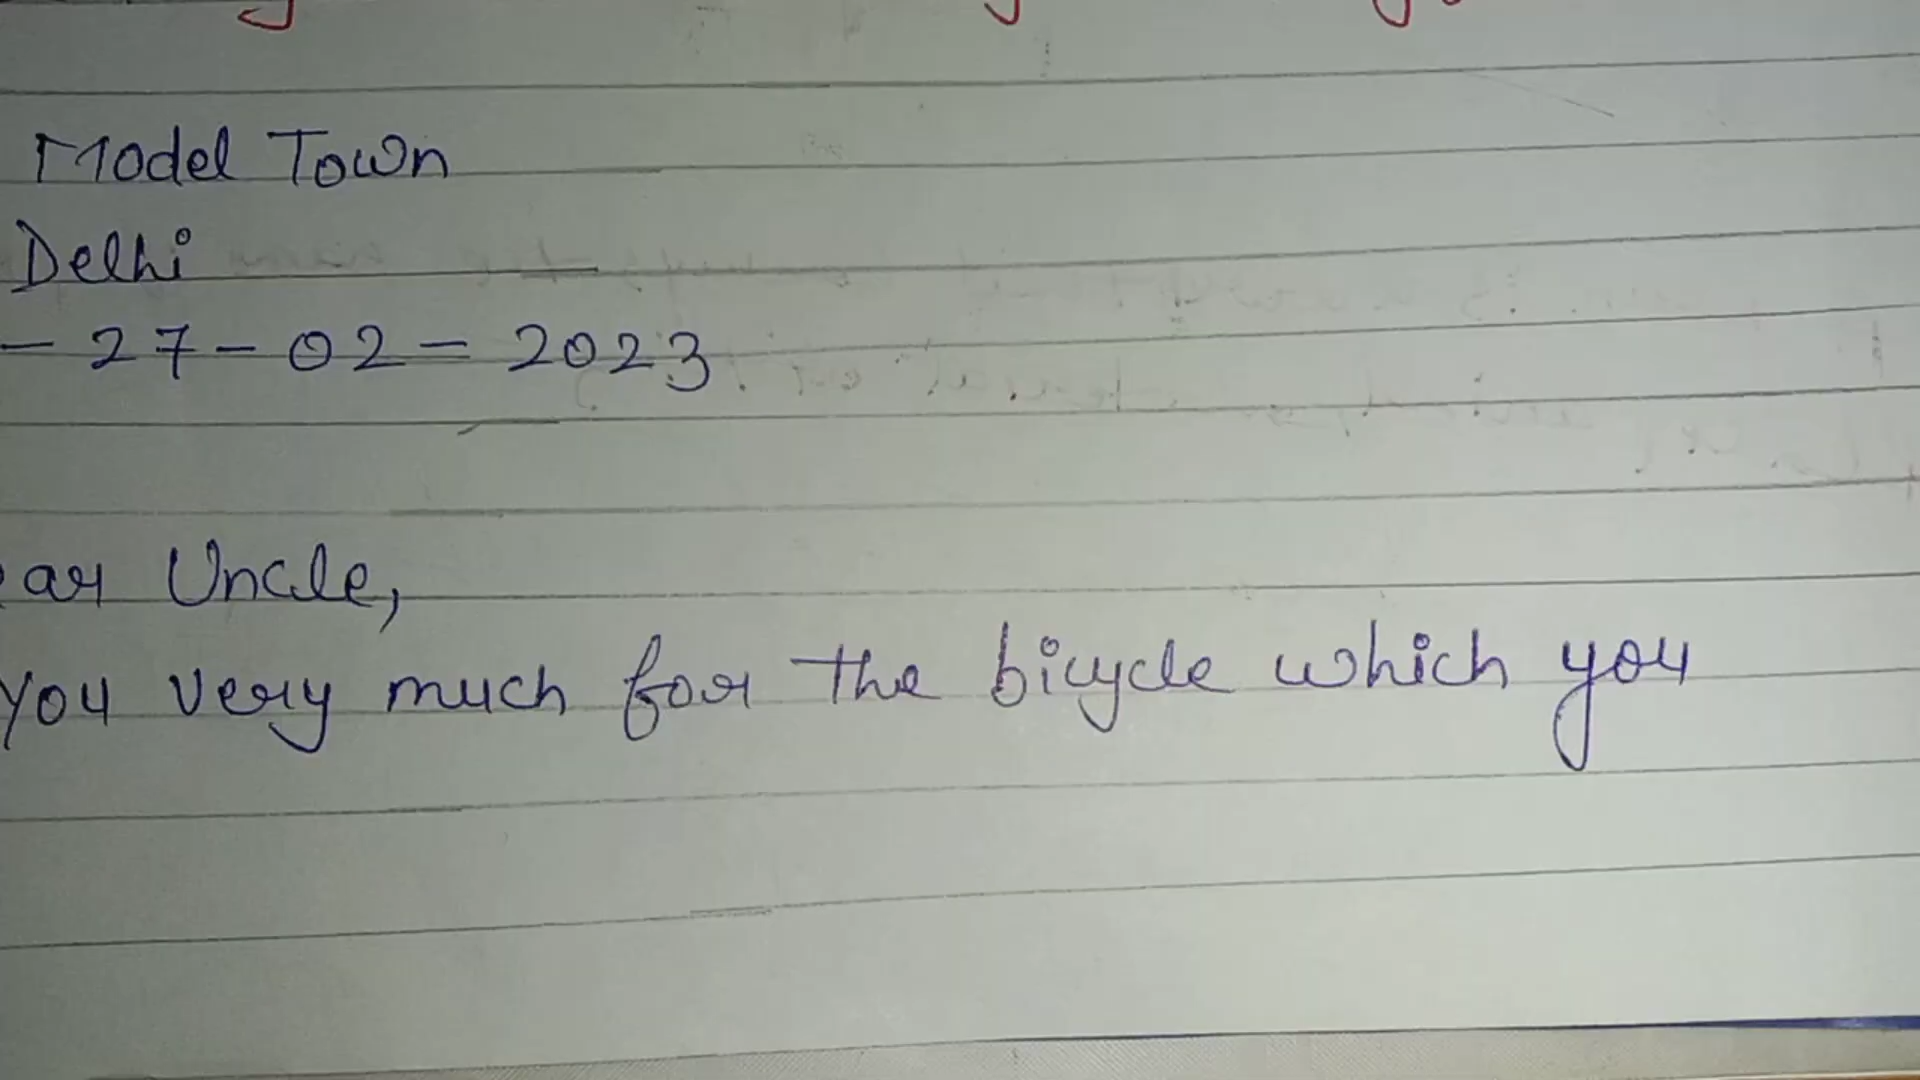 Model Town
Delhi
- 27-02-2023
ar Uncle,
you very much for the bicycle which you